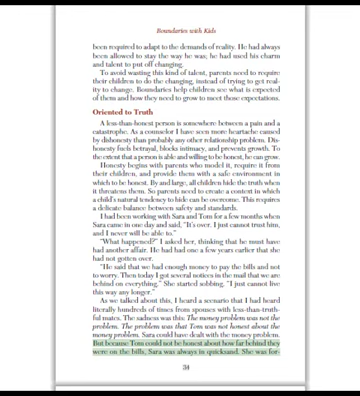 Boundaries with Kids
been required to adapt to the demands of reality. He had always
been allowed to stay the way he was; he had used his charm
and talent to put off changing.
To avoid wasting this kind of talent, parents need to require
their children to do the changing, instead of trying to get real-
ity to change. Boundaries help children see what is expected
of them and how they need to grow to meet those expectations.
Oriented to Truth
A less-than-honest person is somewhere between a pain and a
catastrophe. As a counselor I have seen more heartache caused
by dishonesty than probably any other relationship problem. Dis-
honesty fuels betrayal, blocks intimacy, and prevents growth. To
the extent that a person is able and willing to be honest, he can grow.
Honesty begins with parents who model it, require it from
their children, and provide them with a safe environment in
which to be honest. By and large, all children hide the truth when
it threatens them. So parents need to create a context in which
a child's natural tendency to hide can be overcome. This requires
a delicate balance between safety and standards.
I had been working with Sara and Tom for a few months when
Sara came in one day and said, "It's over. I just cannot trust him,
and I never will be able to."
"What happened?" I asked her, thinking that he must have
had another affair. He had had one a few years earlier that she
had not gotten over.
"He said that we had enough money to pay the bills and not
to worry. Then today I got several notices in the mail that we are
behind on everything." She started sobbing. "I just cannot live
this way any longer."
As we talked about this, I heard a scenario that I had heard
literally hundreds of times from spouses with less-than-truth-
ful mates. The sadness was this: The money problem was not the
problem. The problem was that Tom was not honest about the
money problem. Sara could have dealt with the money problem.
But because Tom could not be honest about how far behind they
were on the bills, Sara was always in quicksand. She was for-
34